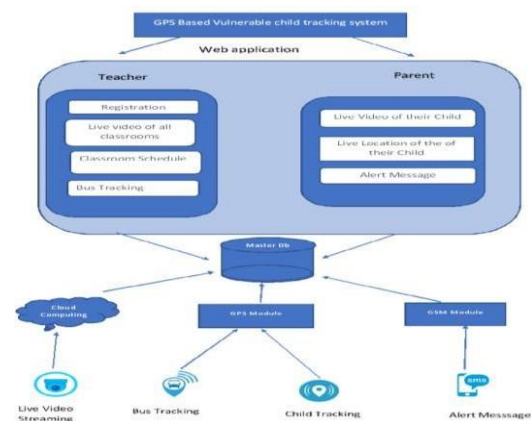 GPS Based Vulnerable child tracking system
Web application
Teacher
Registration
Live video of all
classrooms
Classroom Schedule
Bus Tracking
Parent
Live Video of their Child
Live Location of the of
their Child
Alert Message
Master Db
Cloud
Computing
GPS Module
GSM Module
sms
Live Video
Streaming
Bus Tracking
Child Tracking
Alert Messsage